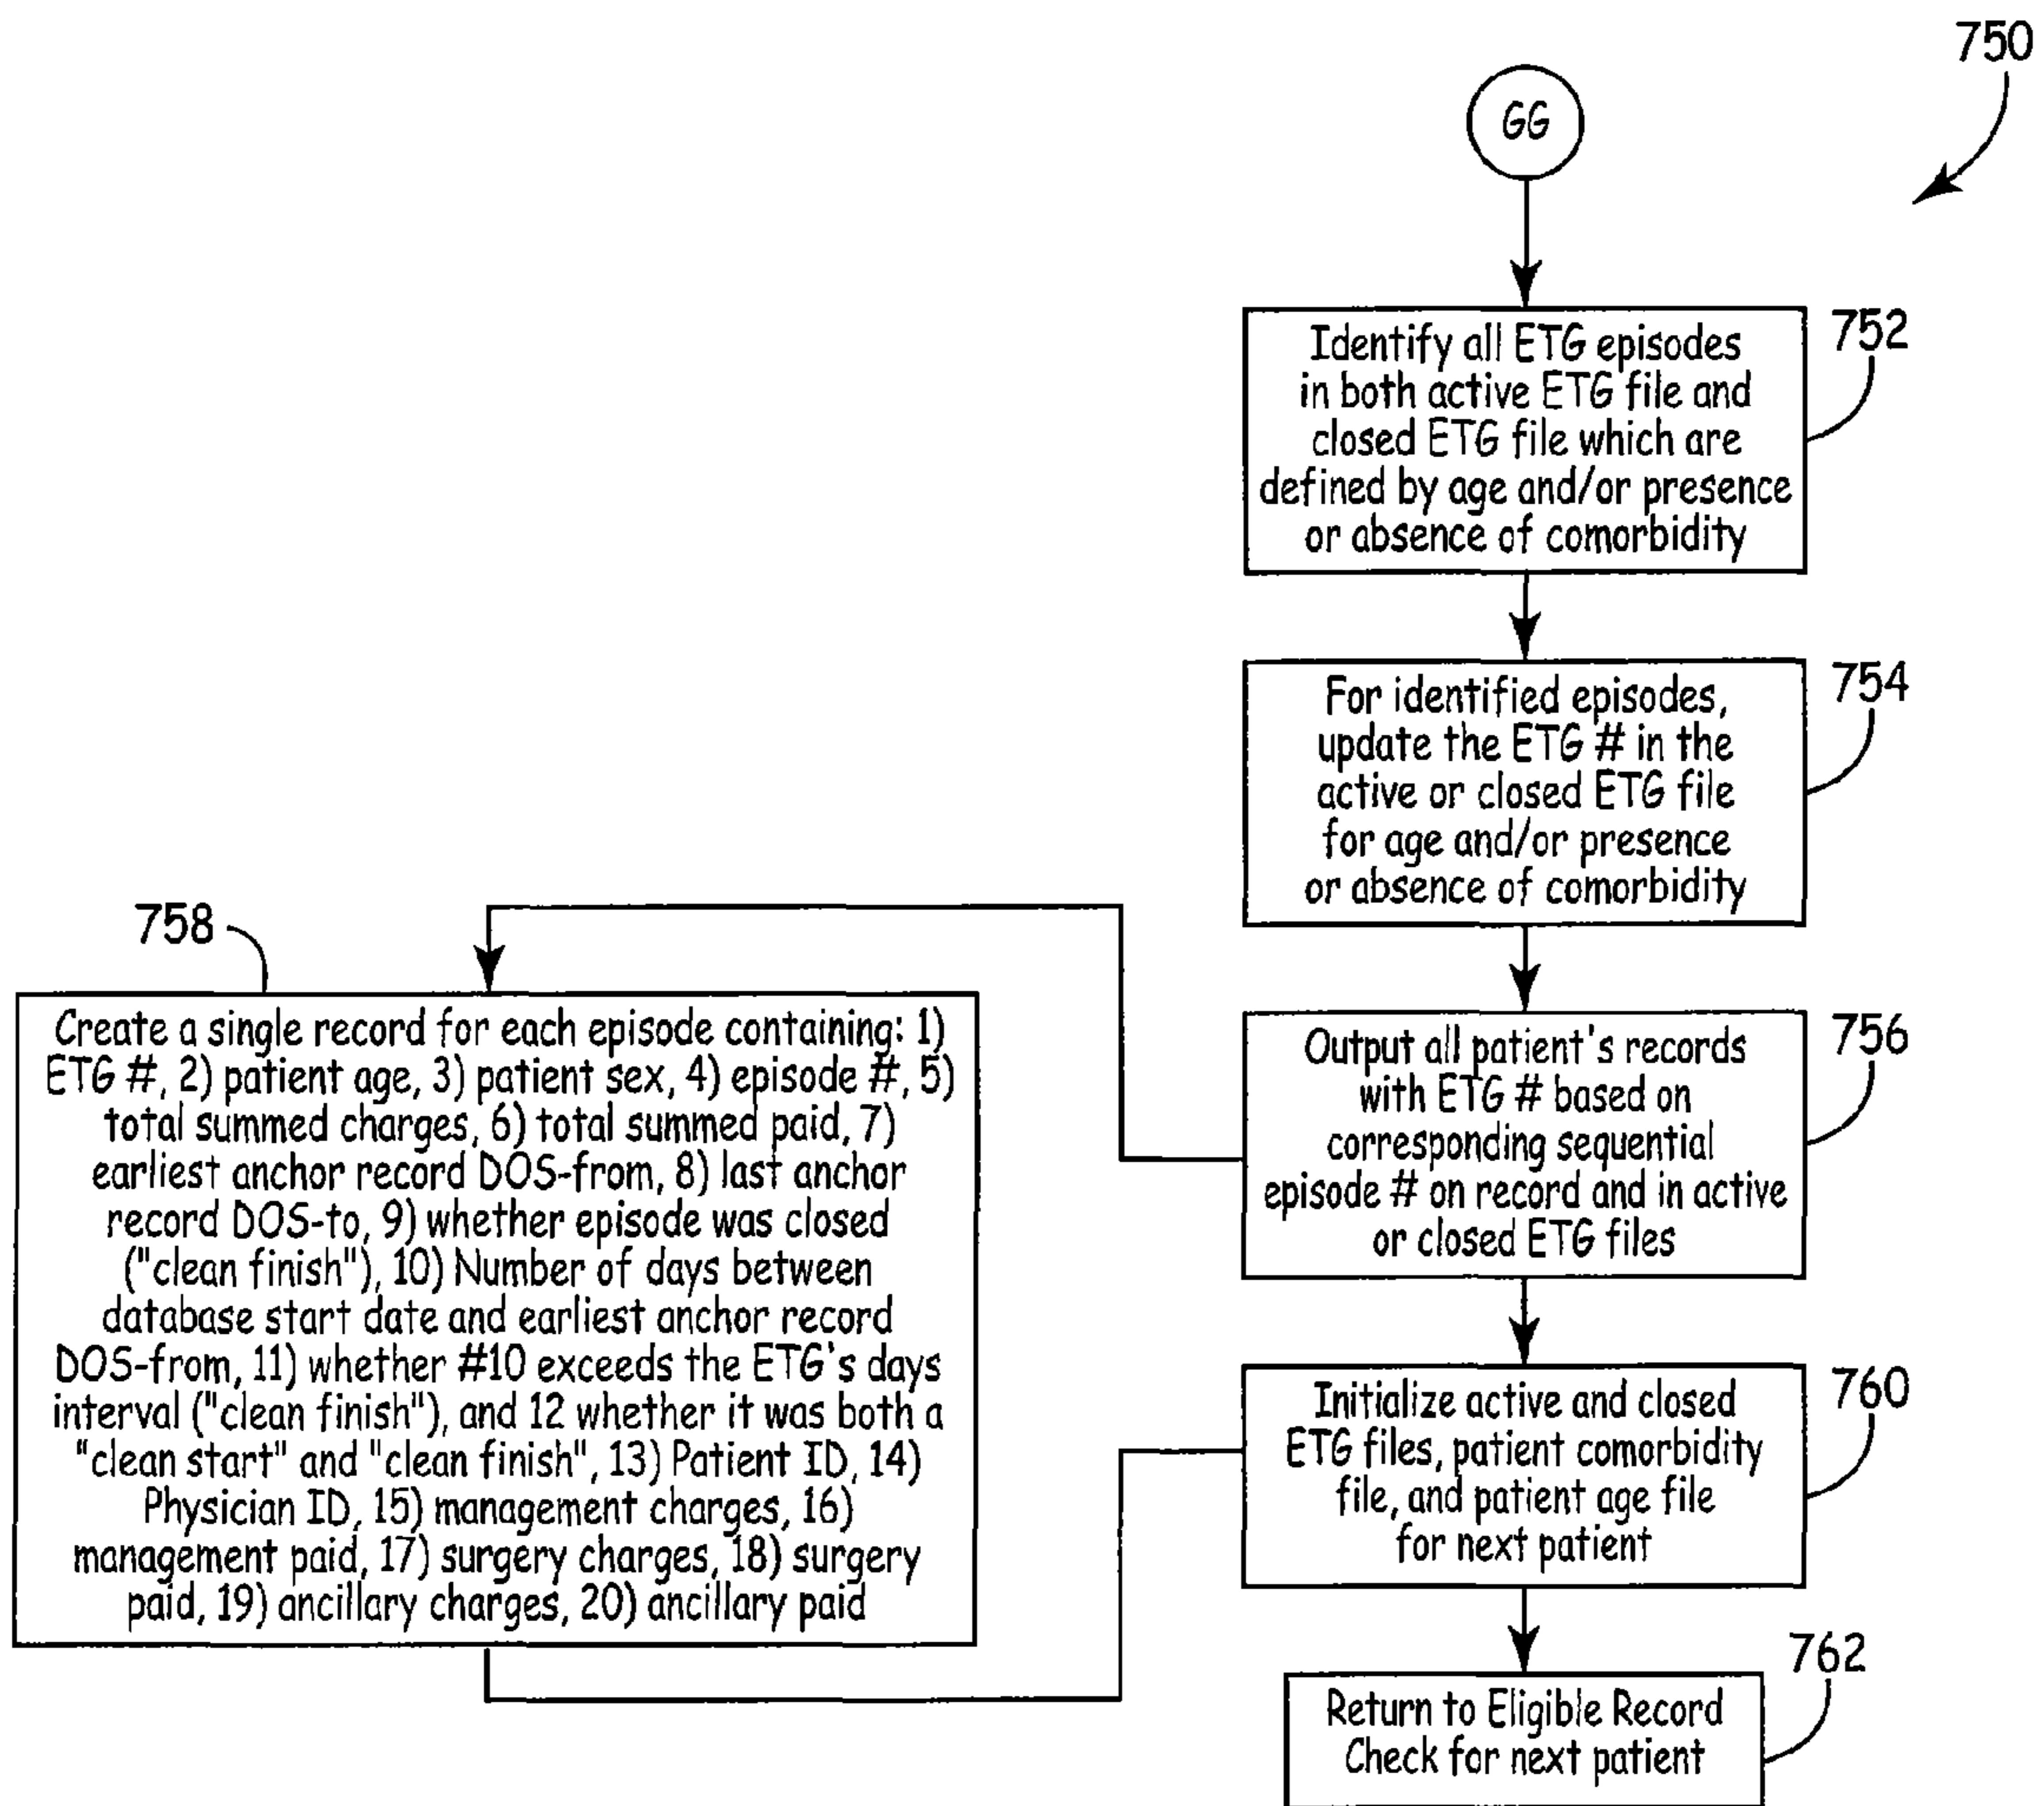 750
GG
752
Identify all ETG episodes
in both active ETG file and
closed ETG file which are
defined by age and/or presence
or absence of comorbidity
754
For identified episodes,
update the ETG # in the
active or closed ETG file
for age and/or presence
or absence of comorbidity
756
Output all patient's records
with ETG # based on
corresponding sequential
episode # on record and in active
or closed ETG files
758
Create a single record for each episode containing: 1)
ETG #, 2) patient age, 3) patient sex, 4) episode #, 5)
total summed charges, 6) total summed paid, 7)
earliest anchor record DOS-from, 8) last anchor
record DOS-to, 9) whether episode was closed
("clean finish"), 10) Number of days between
database start date and earliest anchor record
DOS-from, 11) whether #10 exceeds the ETG's days
interval ("clean finish"), and 12 whether it was both a
"clean start" and "clean finish", 13) Patient ID, 14)
Physician ID, 15) management charges, 16)
management paid, 17) surgery charges, 18) surgery
paid, 19) ancillary charges, 20) ancillary paid
760
Initialize active and closed
ETG files, patient comorbidity
file, and patient age file
for next patient
762
Return to Eligible Record
Check for next patient